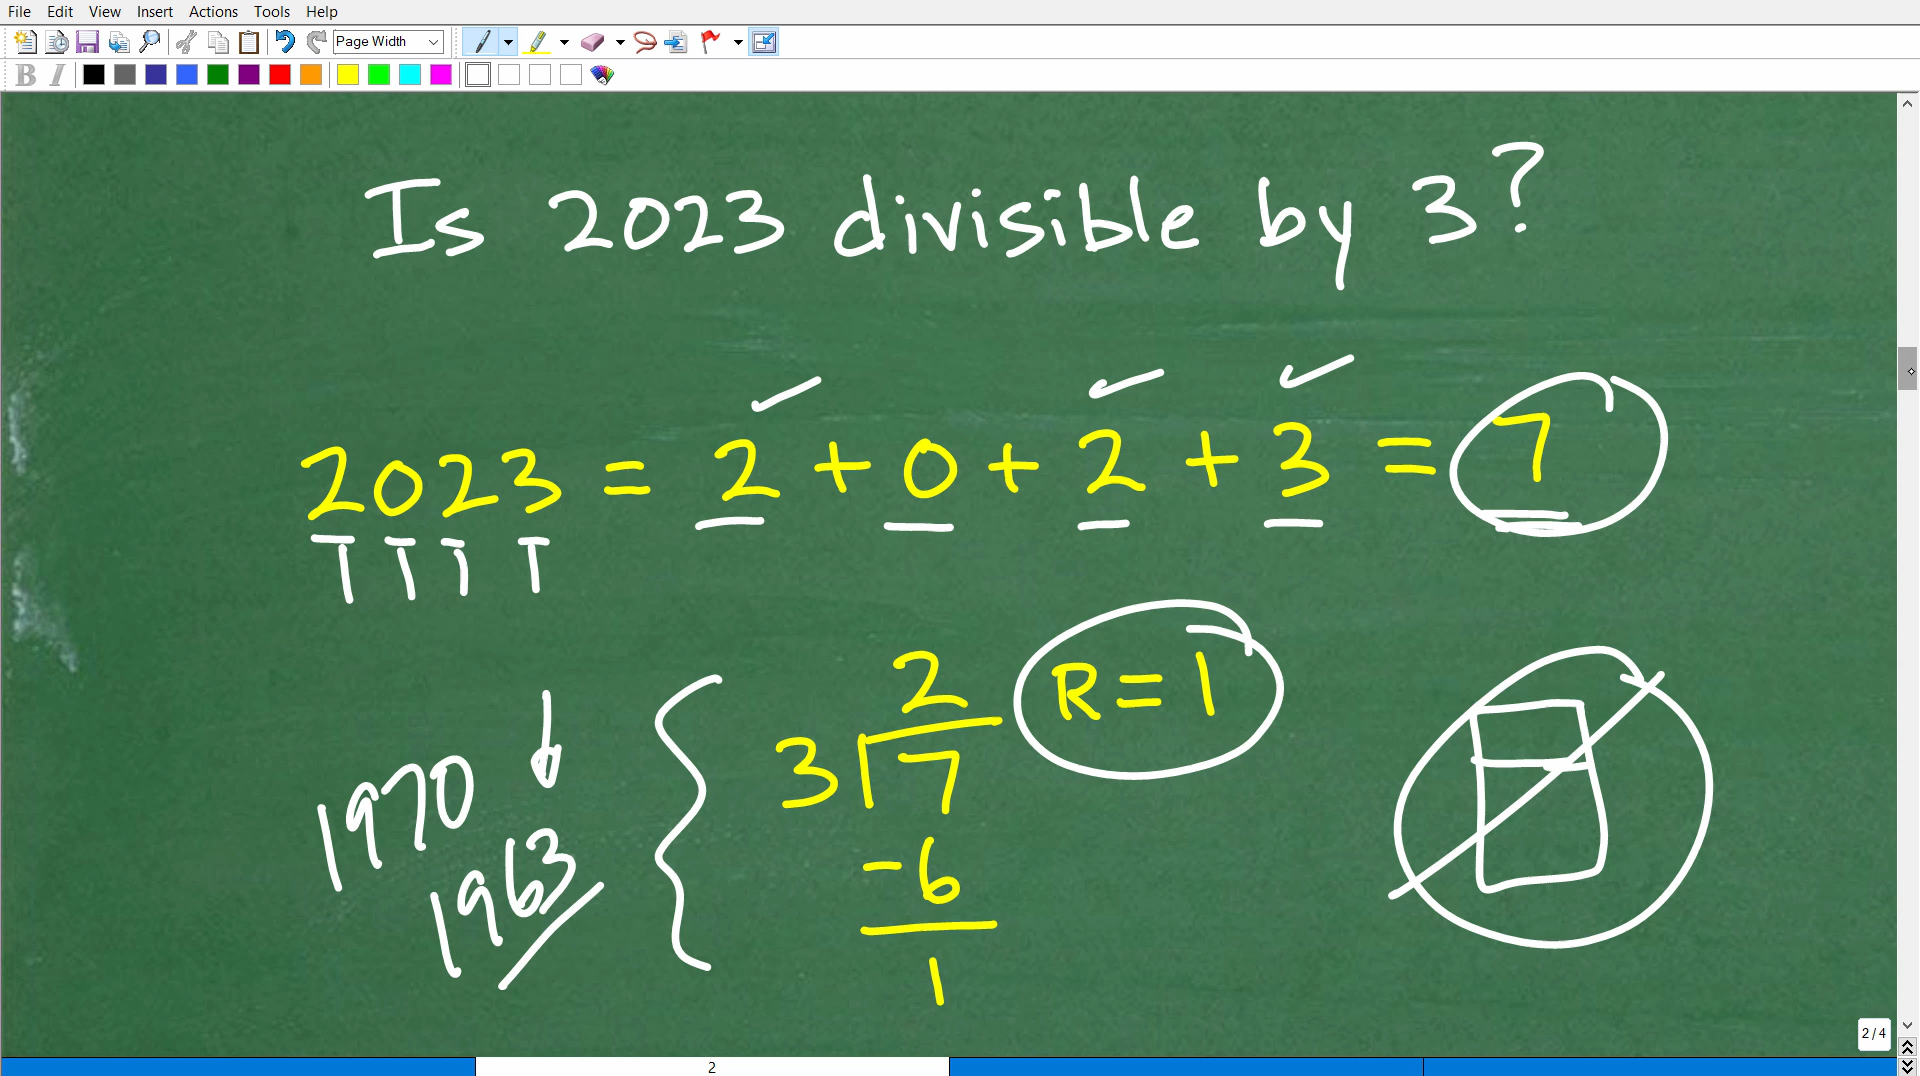 File Edit View Insert Actions Tools Help
Page Width
B I
Is 2023 divisible by 3?
2023 = 2 + 0 + 2 + 3 = 7
2 R = 1
3 7
1970
- 6
1963
1
2 / 4
2